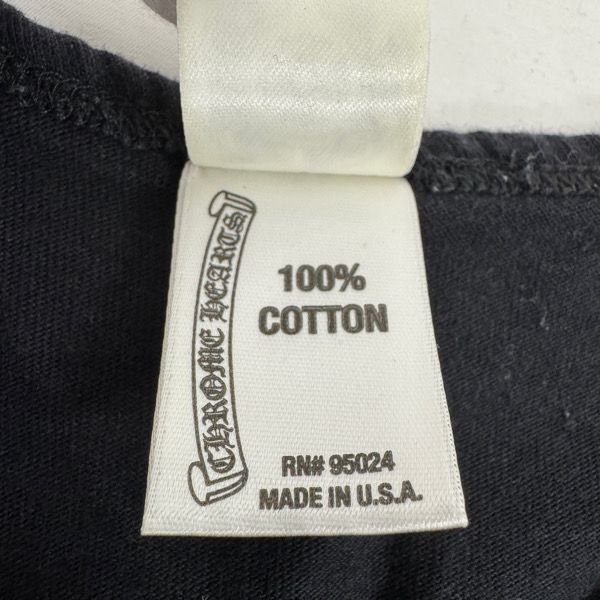 CHROME HEARTS
100%
COTTON
RN# 95024
MADE IN U.S.A.